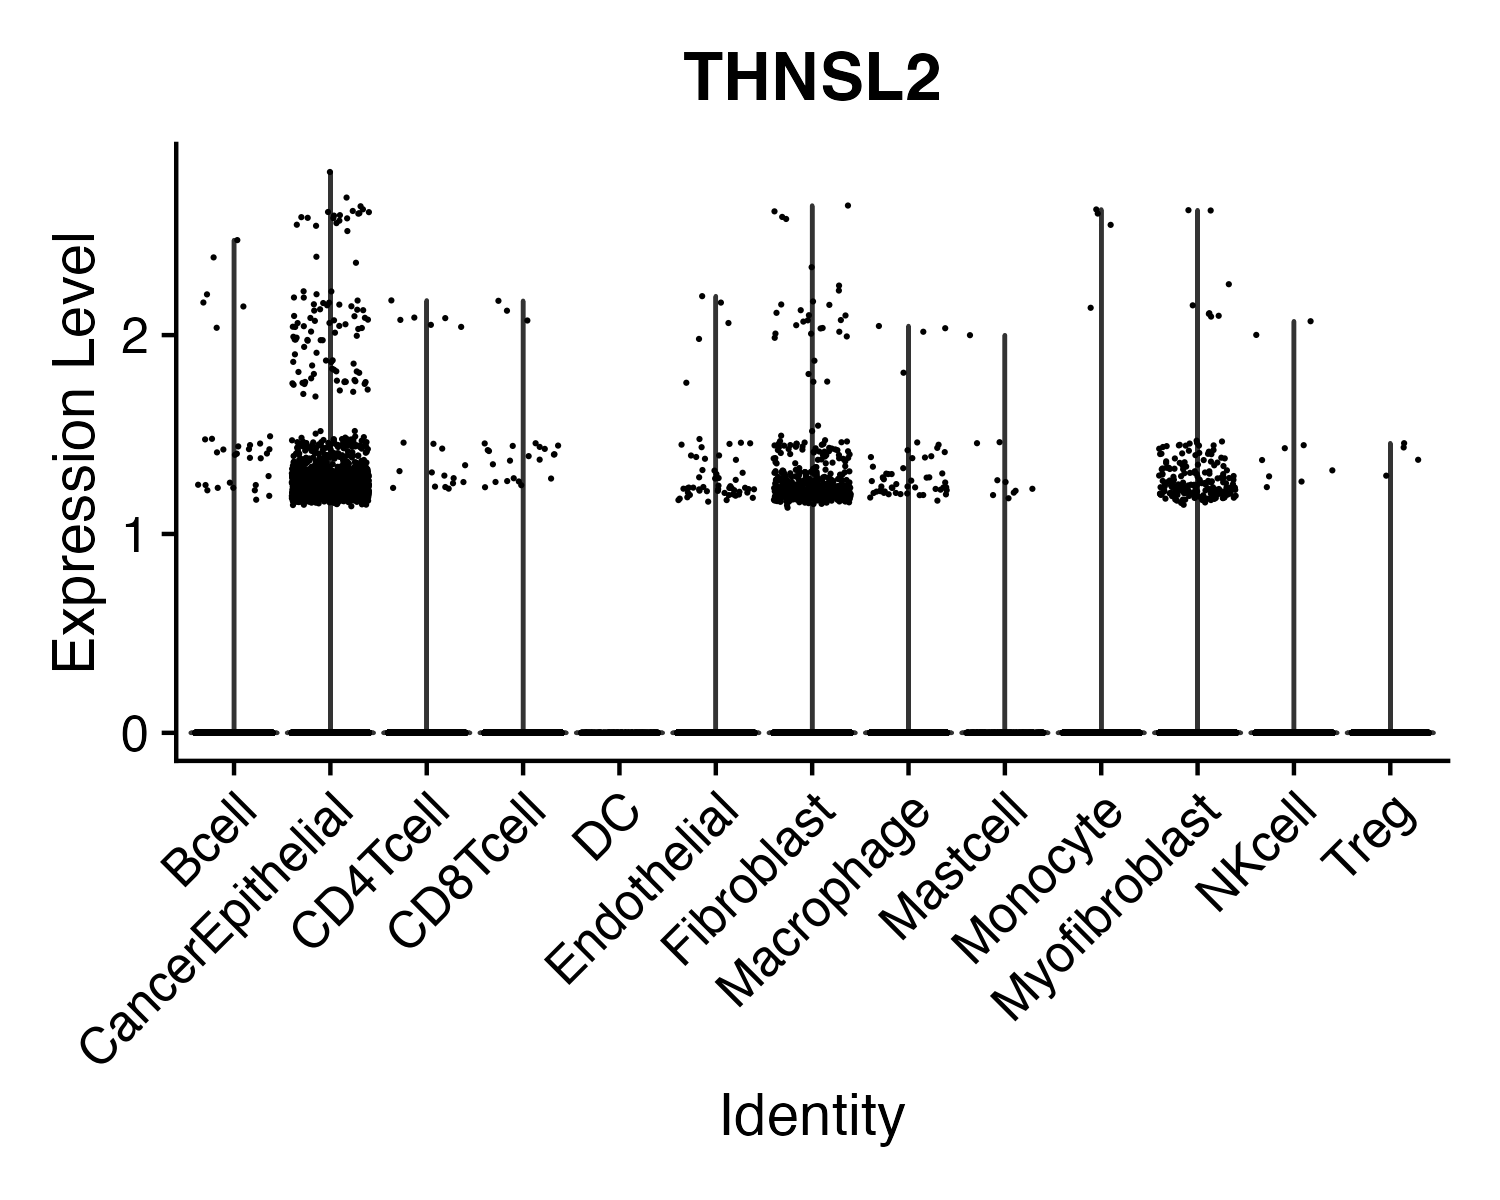 THNSL2
Expression Level
2
1
0
Bcell
CancerEpithelial
CD4Tcell
CD8Tcell
DC
Endothelial
Fibroblast
Macrophage
Mastcell
Monocyte
Myofibroblast
NKcell
Treg
Identity